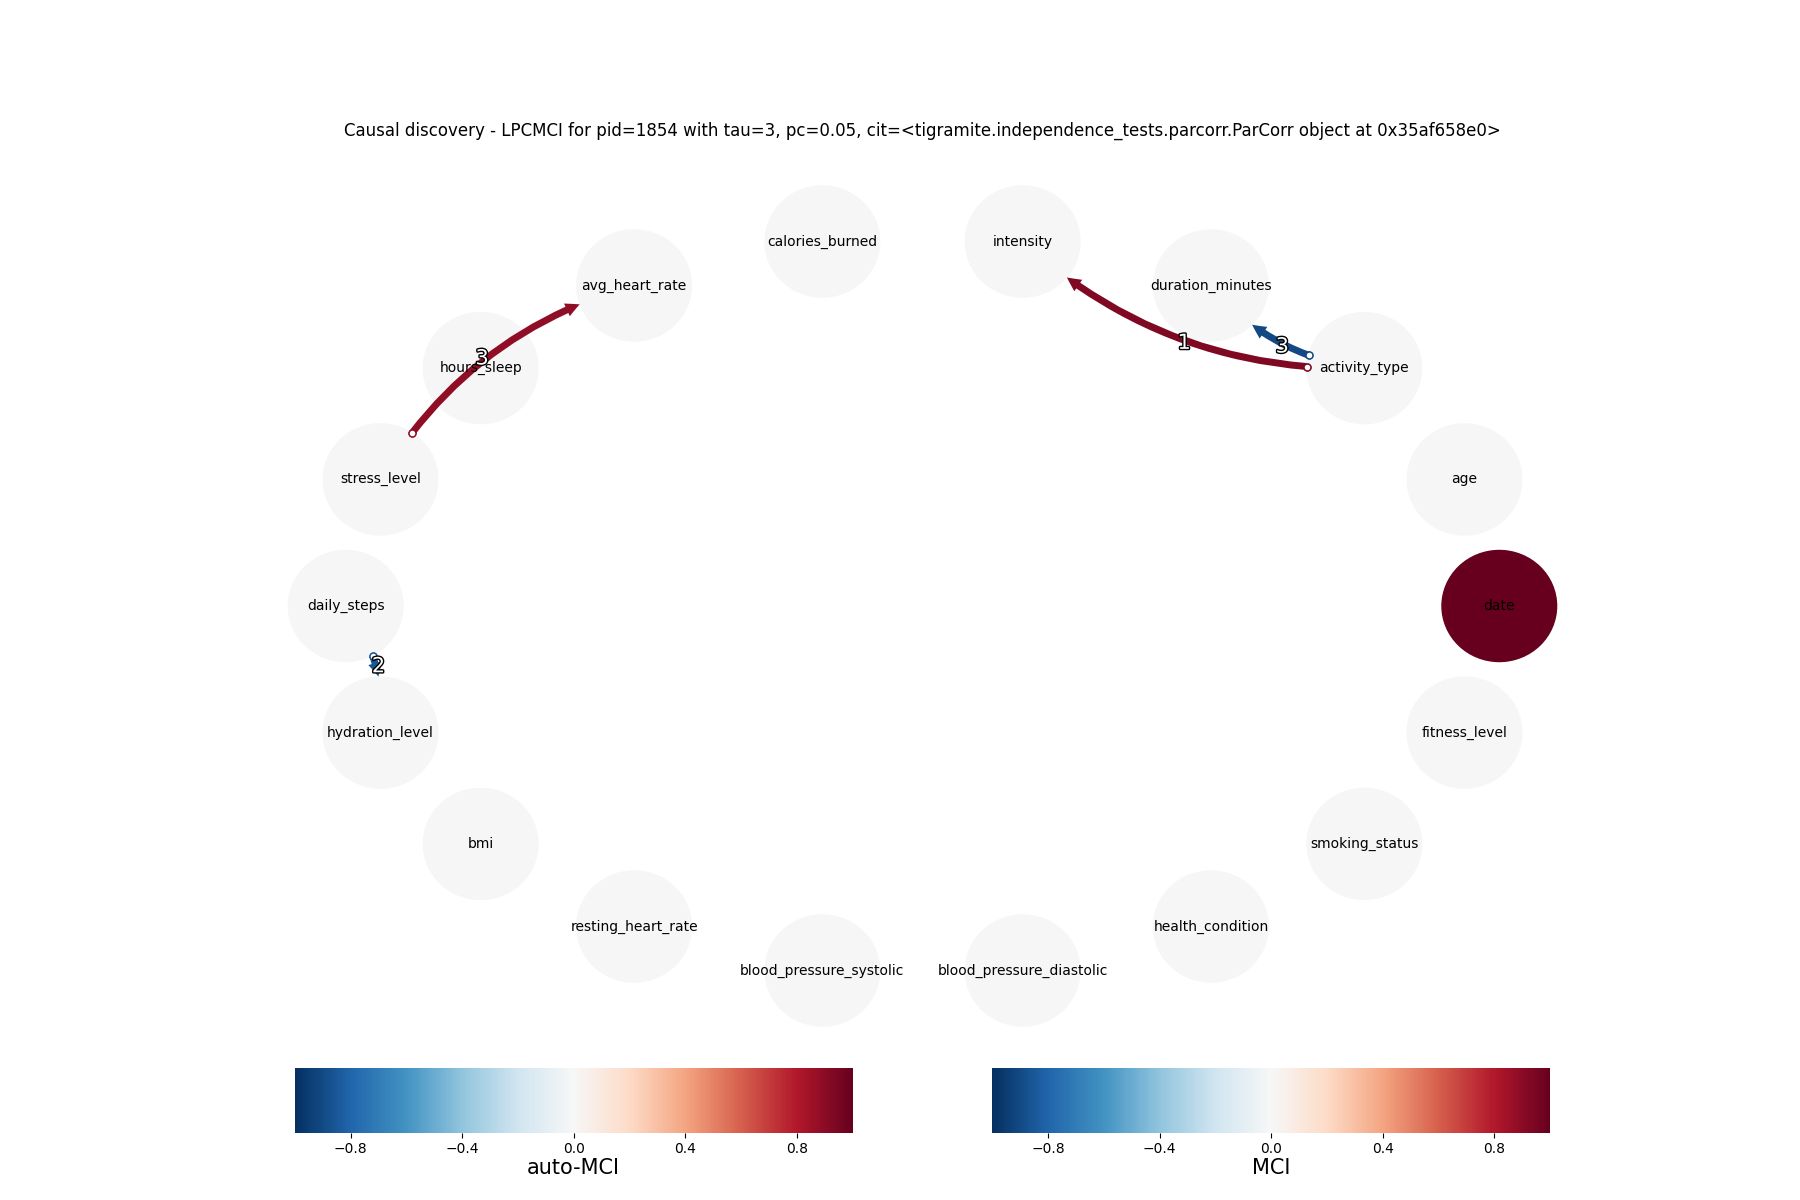 Causal discovery - LPCMCI for pid=1854 with tau=3, pc=0.05, cit=<tigramite.independence_tests.parcorr.ParCorr object at 0x35af658e0>
calories_burned
intensity
avg_heart_rate
duration_minutes
1
3
3
hours_sleep
activity_type
stress_level
age
daily_steps
date
2
hydration_level
fitness_level
bmi
smoking_status
resting_heart_rate
health_condition
blood_pressure_systolic
blood_pressure_diastolic
−0.8 −0.4 0.0 0.4 0.8
auto-MCI
−0.8 −0.4 0.0 0.4 0.8
MCI